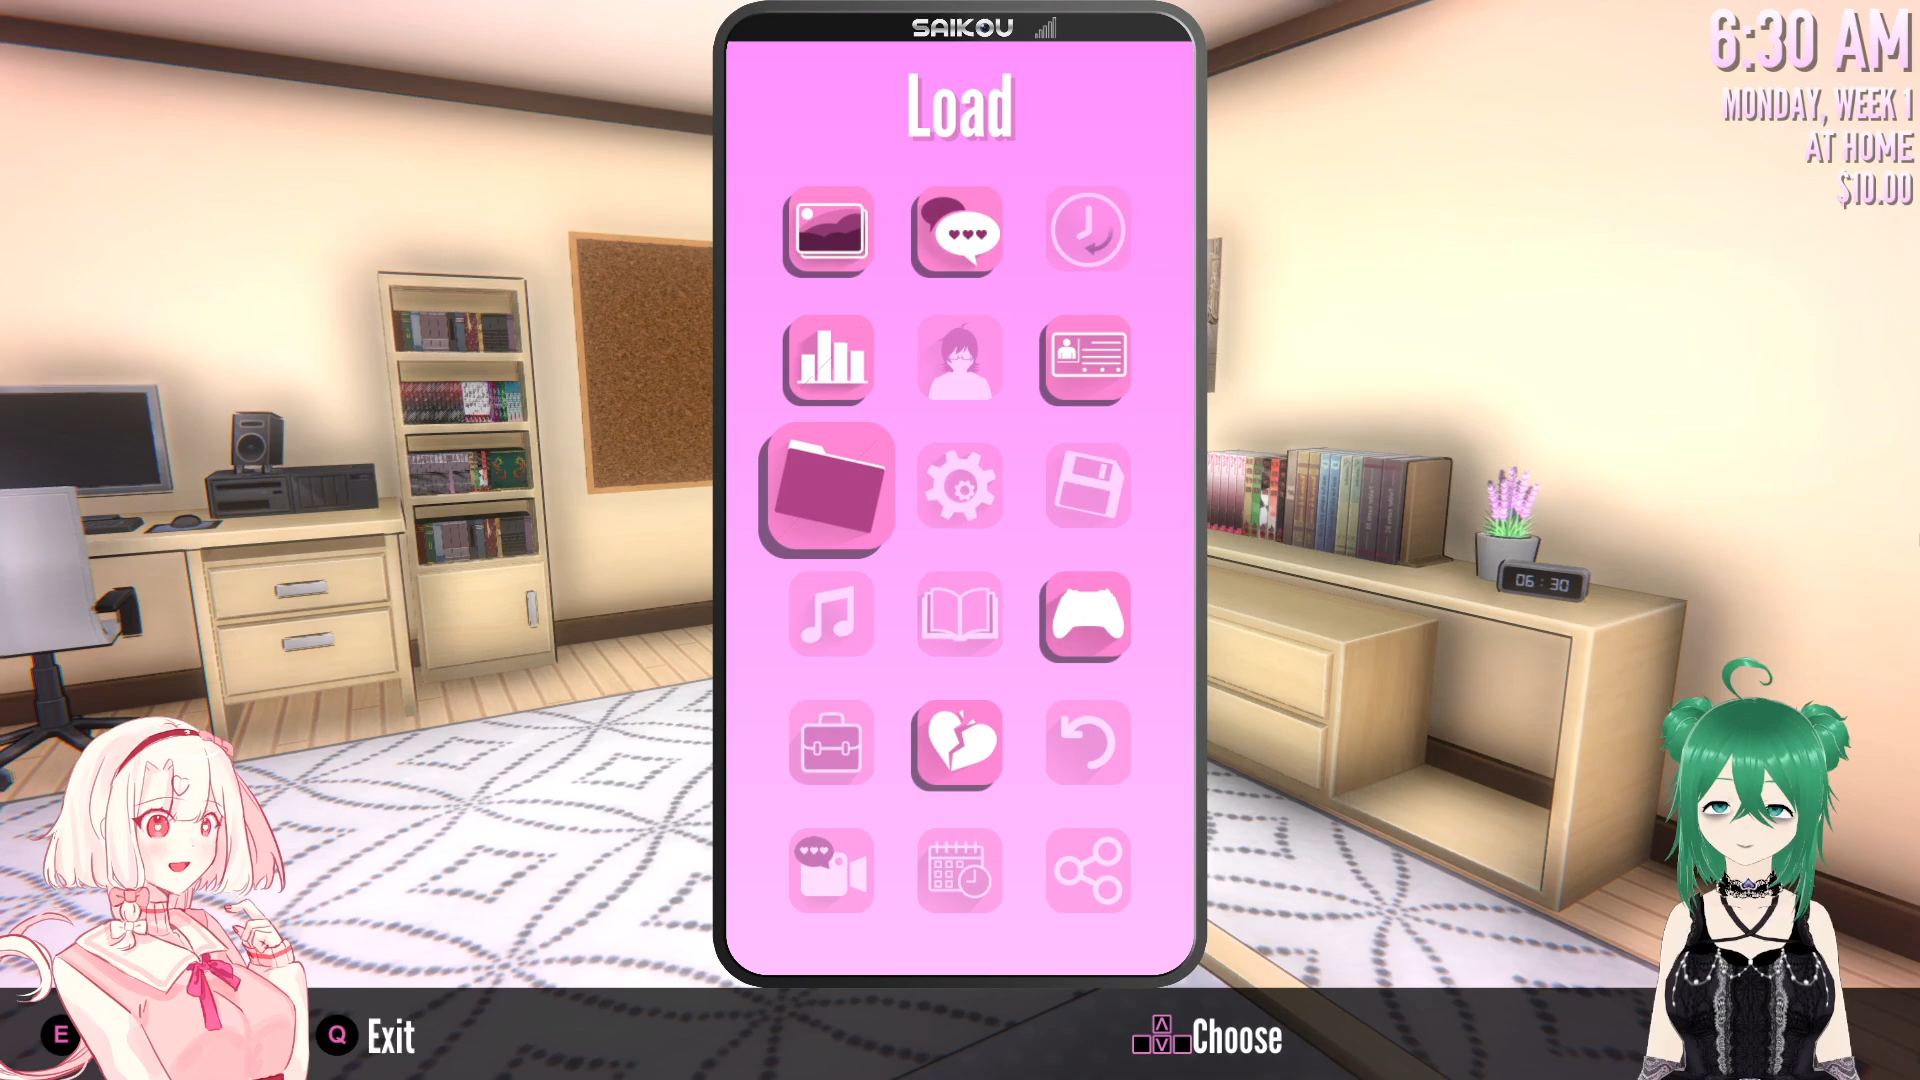 SAIKOU
Load
6:30 AM
MONDAY, WEEK 1
AT HOME
$10.00
06:30
E
Q Exit
Choose